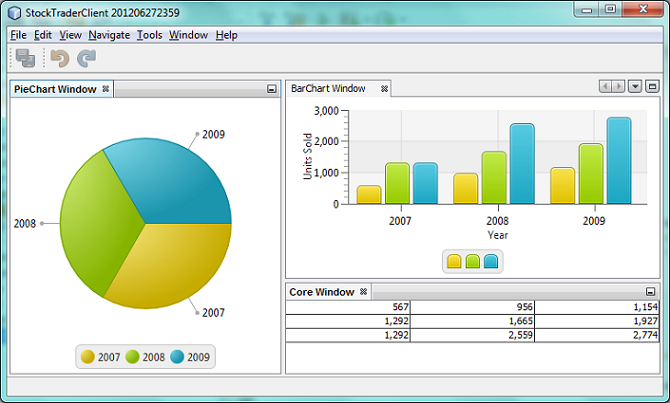 StockTraderClient 201206272359
File Edit View Navigate Tools Window Help
PieChart Window
2009
2008
2007
2007 2008 2009
BarChart Window
3,000
2,000
1,000
0
Units Sold
2007 2008 2009
Year
Core Window
567 956 1,154
1,292 1,665 1,927
1,292 2,559 2,774